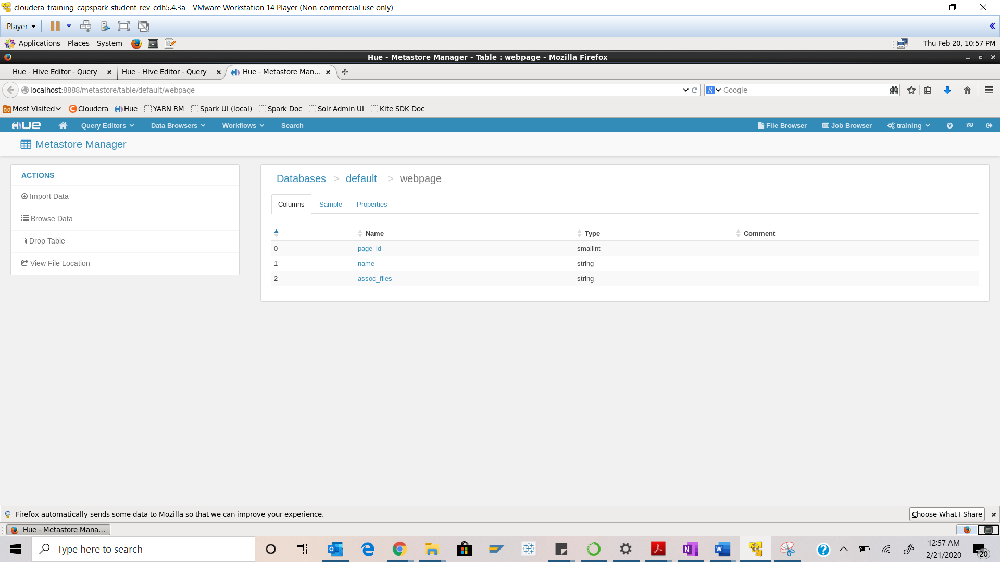 cloudera-training-capspark-student-rev_cdh5.4.3a - VMware Workstation 14 Player (Non-commercial use only)
Player
Applications Places System Thu Feb 20, 10:57 PM
Hue - Metastore Manager - Table : webpage - Mozilla Firefox
Hue - Hive Editor - Query Hue - Hive Editor - Query Hue - Metastore Man...
localhost:8888/metastore/table/default/webpage Google
Most Visited Cloudera Hue YARN RM Spark UI (local) Spark Doc Solr Admin UI Kite SDK Doc
HUE Query Editors Data Browsers Workflows Search File Browser Job Browser training
Metastore Manager
ACTIONS
Import Data
Browse Data
Drop Table
View File Location
Databases > default > webpage
Columns Sample Properties
Name Type Comment
0 page_id smallint
1 name string
2 assoc_files string
Firefox automatically sends some data to Mozilla so that we can improve your experience. Choose What I Share
Hue - Metastore Mana...
Type here to search
12:57 AM
2/21/2020
20